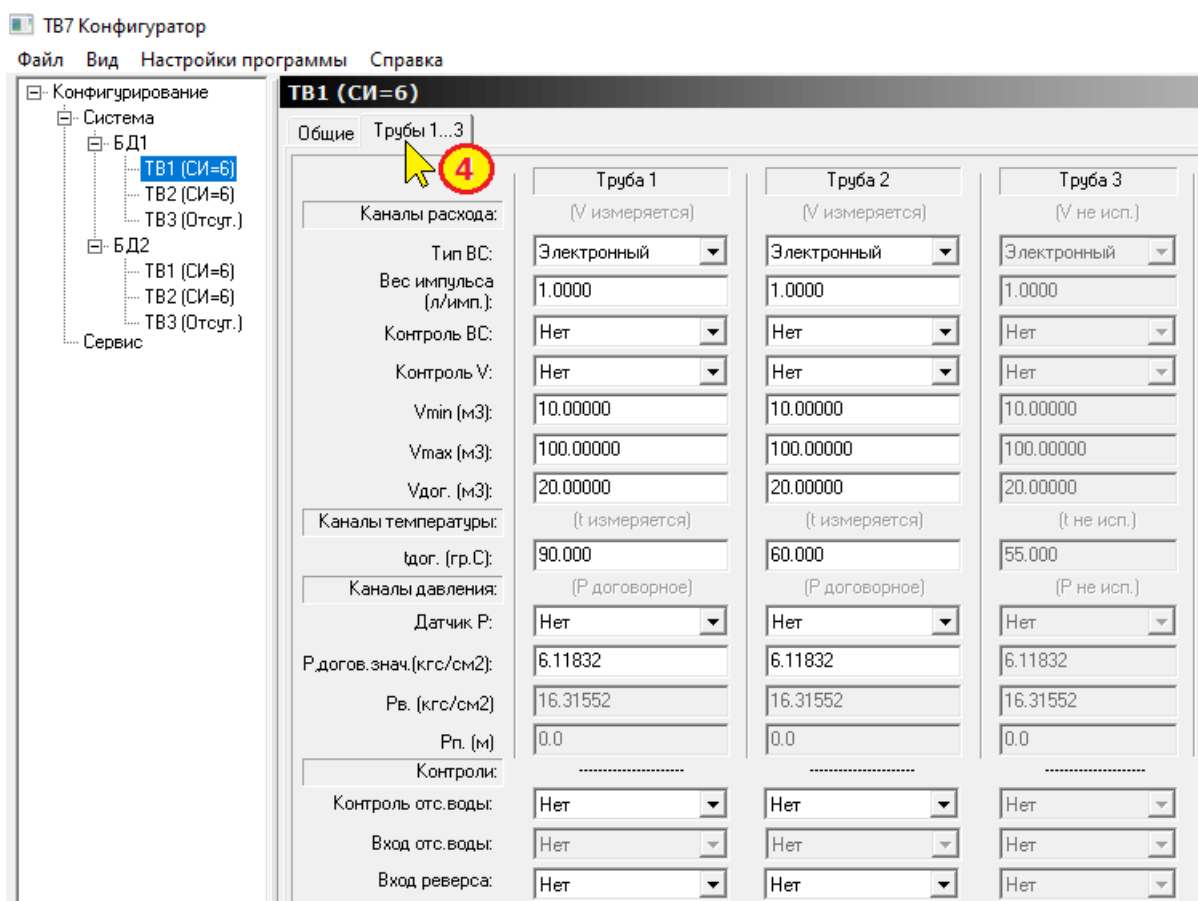 ТВ7 Конфигуратор
Файл Вид Настройки программы Справка
Конфигурирование
Система
БД1
ТВ1 (СИ=6)
ТВ2 (СИ=6)
ТВ3 (Отсут.)
БД2
ТВ1 (СИ=6)
ТВ2 (СИ=6)
ТВ3 (Отсут.)
Сервис
ТВ1 (СИ=6)
Общие Трубы 1...3
4
Труба 1 Труба 2 Труба 3
Каналы расхода: (V измеряется) (V измеряется) (V не исп.)
Тип ВС: Электронный Электронный Электронный
Вес импульса
(л/имп.): 1.0000 1.0000 1.0000
Контроль ВС: Нет Нет Нет
Контроль V: Нет Нет Нет
Vmin (м3): 10.00000 10.00000 10.00000
Vmax (м3): 100.00000 100.00000 100.00000
Vдог. (м3): 20.00000 20.00000 20.00000
Каналы температуры: (t измеряется) (t измеряется) (t не исп.)
tдог. (гр.С): 90.000 60.000 55.000
Каналы давления: (Р договорное) (Р договорное) (Р не исп.)
Датчик Р: Нет Нет Нет
Р.догов.знач.(кгс/см2): 6.11832 6.11832 6.11832
Рв. (кгс/см2) 16.31552 16.31552 16.31552
Рп. (м) 0.0 0.0 0.0
Контроли: --------------------- --------------------- ---------------------
Контроль отс.воды: Нет Нет Нет
Вход отс.воды: Нет Нет Нет
Вход реверса: Нет Нет Нет